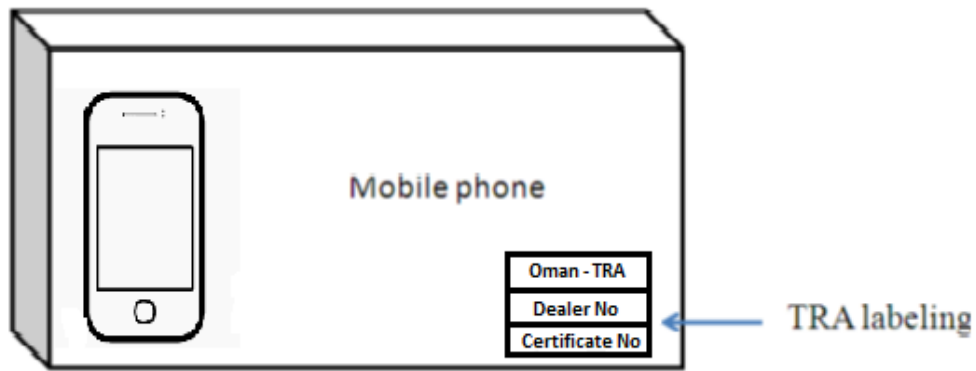 Mobile phone
Oman - TRA
Dealer No
Certificate No
TRA labeling